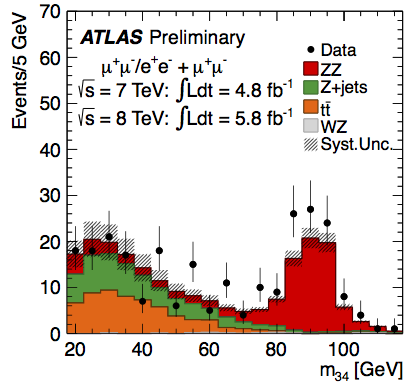 Events/5 GeV
70
60
50
40
30
20
10
0
ATLAS Preliminary
μ⁺μ⁻/e⁺e⁻ + μ⁺μ⁻
√s = 7 TeV: ∫Ldt = 4.8 fb⁻¹
√s = 8 TeV: ∫Ldt = 5.8 fb⁻¹
Data
ZZ
Z+jets
tt̄
WZ
Syst.Unc.
20 40 60 80 100
m₃₄ [GeV]